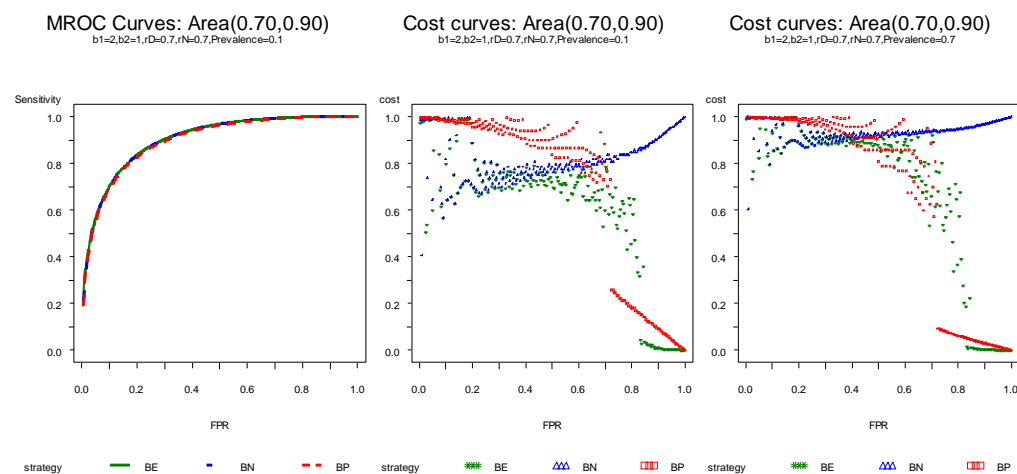 MROC Curves: Area(0.70,0.90)
b1=2,b2=1,rD=0.7,rN=0.7,Prevalence=0.1
Sensitivity
1.0
0.8
0.6
0.4
0.2
0.0
0.0 0.2 0.4 0.6 0.8 1.0
FPR
strategy BE BN BP
Cost curves: Area(0.70,0.90)
b1=2,b2=1,rD=0.7,rN=0.7,Prevalence=0.1
cost
1.0
0.8
0.6
0.4
0.2
0.0
0.0 0.2 0.4 0.6 0.8 1.0
FPR
strategy BE BN BP
Cost curves: Area(0.70,0.90)
b1=2,b2=1,rD=0.7,rN=0.7,Prevalence=0.7
cost
1.0
0.8
0.6
0.4
0.2
0.0
0.0 0.2 0.4 0.6 0.8 1.0
FPR
strategy BE BN BP